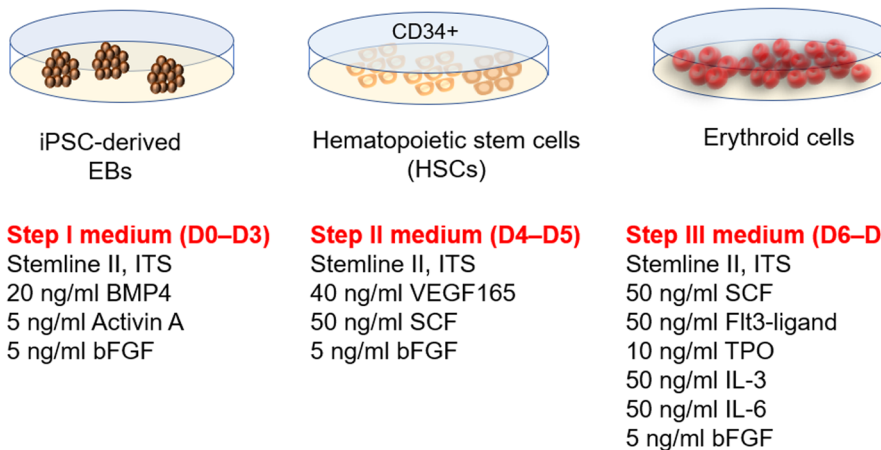 CD34+
iPSC-derived
EBs
Hematopoietic stem cells
(HSCs)
Erythroid cells
Step I medium (D0–D3)
Stemline II, ITS
20 ng/ml BMP4
5 ng/ml Activin A
5 ng/ml bFGF
Step II medium (D4–D5)
Stemline II, ITS
40 ng/ml VEGF165
50 ng/ml SCF
5 ng/ml bFGF
Step III medium (D6–D
Stemline II, ITS
50 ng/ml SCF
50 ng/ml Flt3-ligand
10 ng/ml TPO
50 ng/ml IL-3
50 ng/ml IL-6
5 ng/ml bFGF